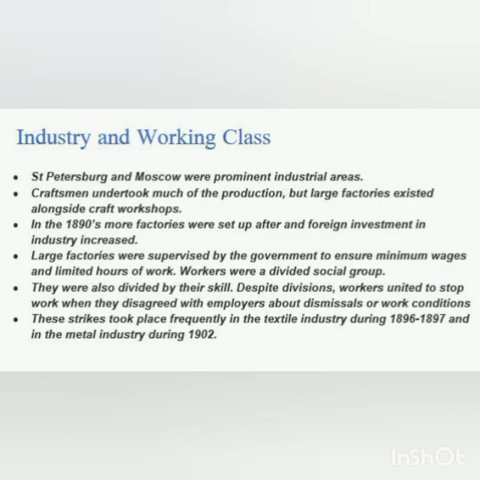 Industry and Working Class
• St Petersburg and Moscow were prominent industrial areas.
• Craftsmen undertook much of the production, but large factories existed
alongside craft workshops.
• In the 1890's more factories were set up after and foreign investment in
industry increased.
• Large factories were supervised by the government to ensure minimum wages
and limited hours of work. Workers were a divided social group.
• They were also divided by their skill. Despite divisions, workers united to stop
work when they disagreed with employers about dismissals or work conditions
• These strikes took place frequently in the textile industry during 1896-1897 and
in the metal industry during 1902.
InShOt